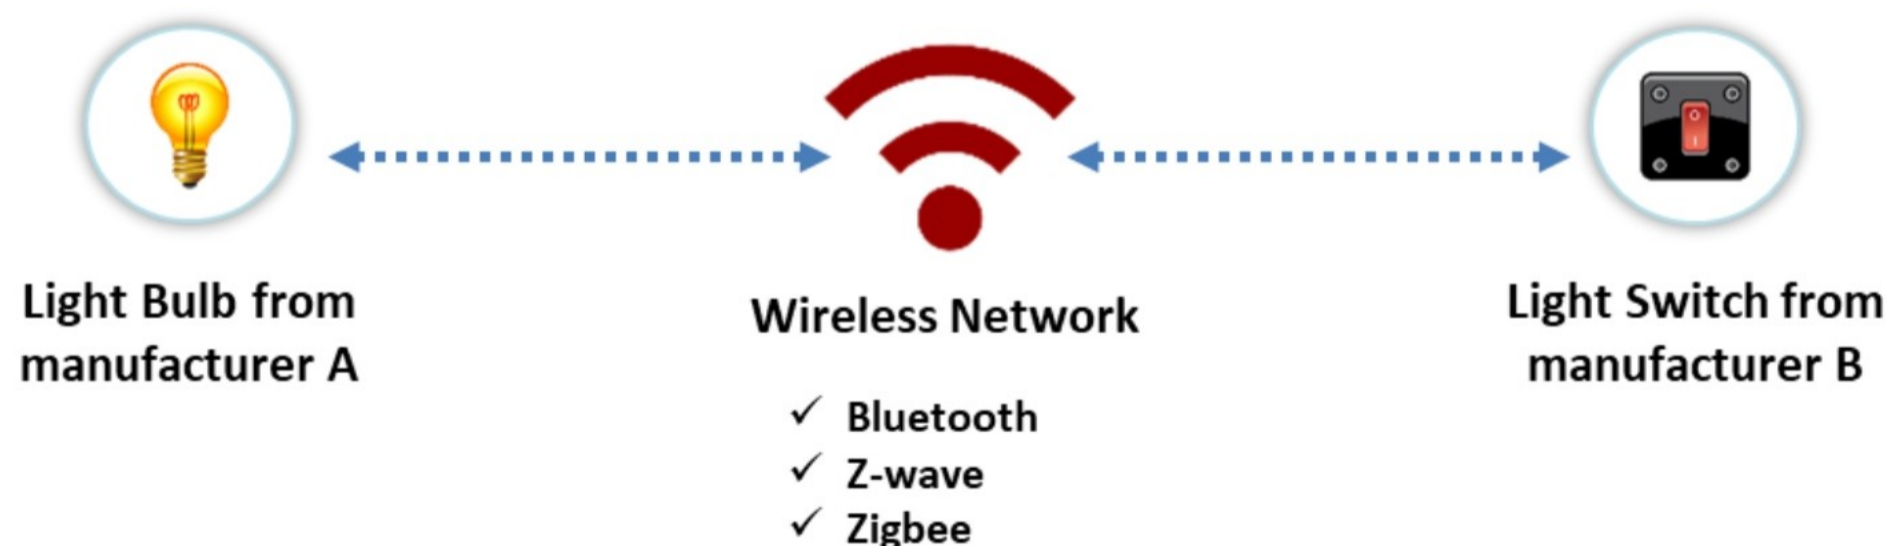 Light Bulb from
manufacturer A
Wireless Network
✓ Bluetooth
✓ Z-wave
✓ Zigbee
Light Switch from
manufacturer B